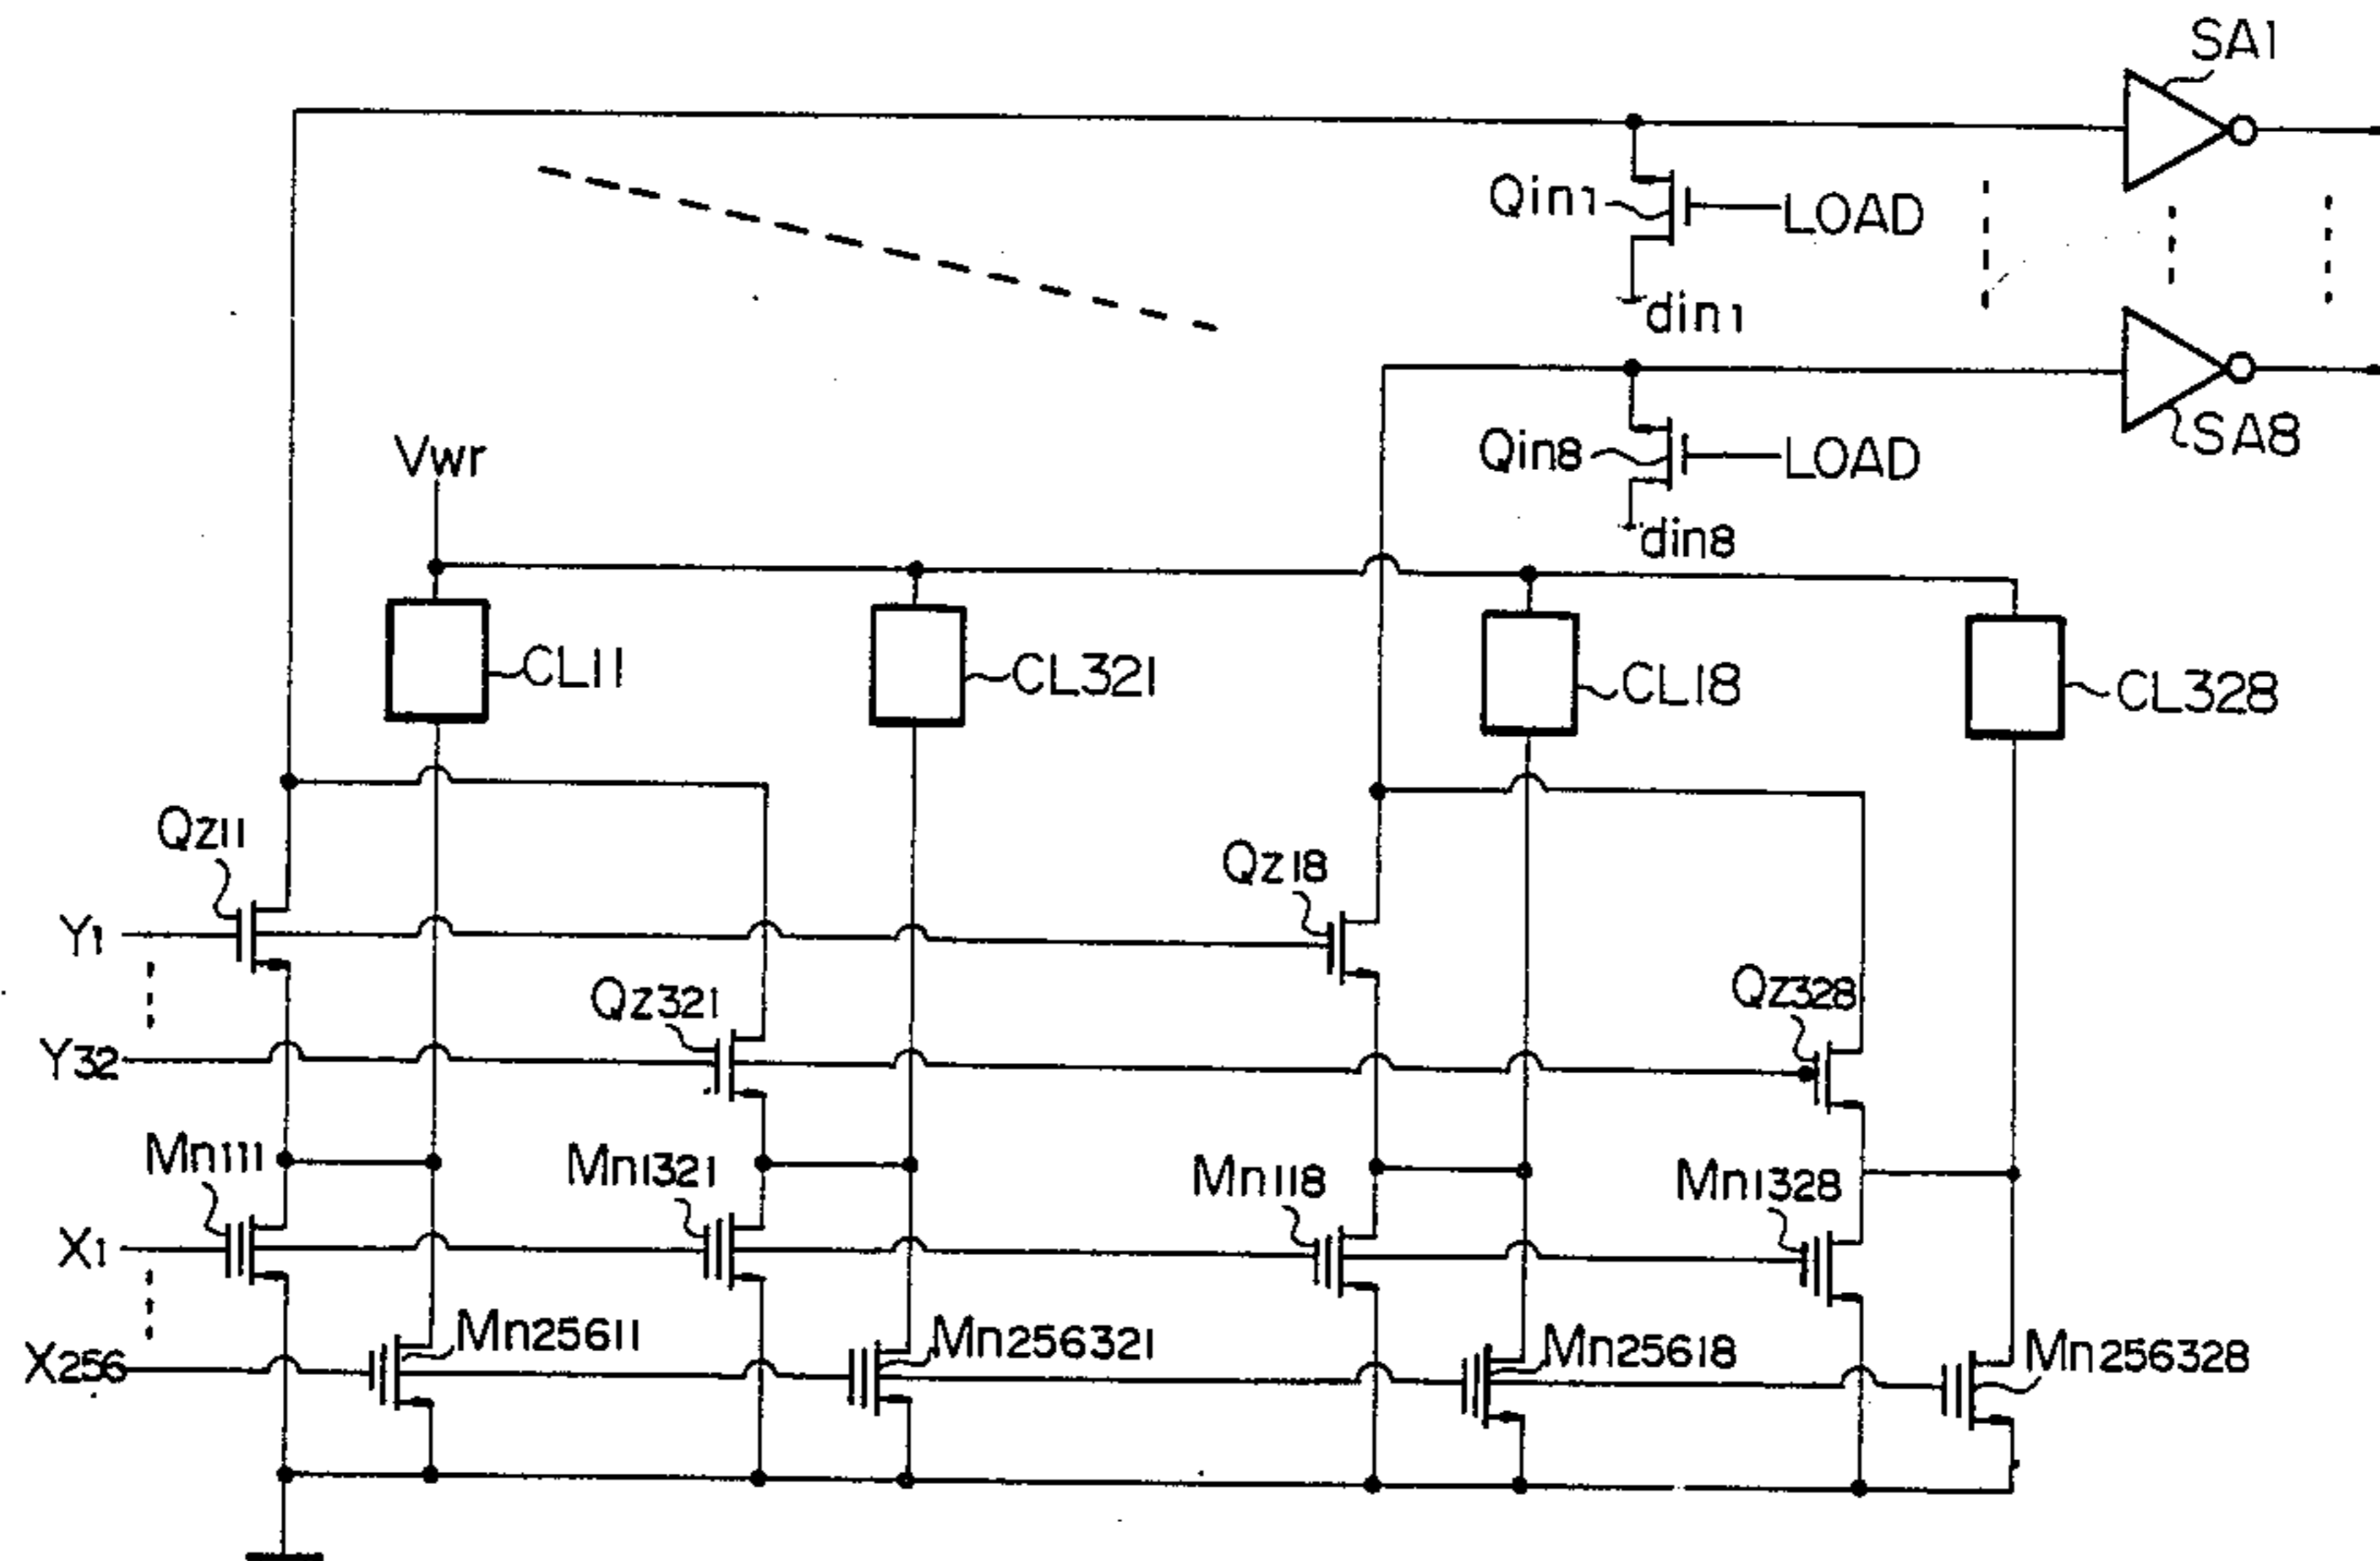 SA1
Qin1
LOAD
din1
Qin8
LOAD
SA8
din8
Vwr
CL11
CL321
CL18
CL328
Qz11
Qz18
Y1
Qz321
Qz328
Y32
Mn111
Mn1321
Mn118
Mn1328
X1
Mn25611
Mn256321
Mn25618
Mn256328
X256